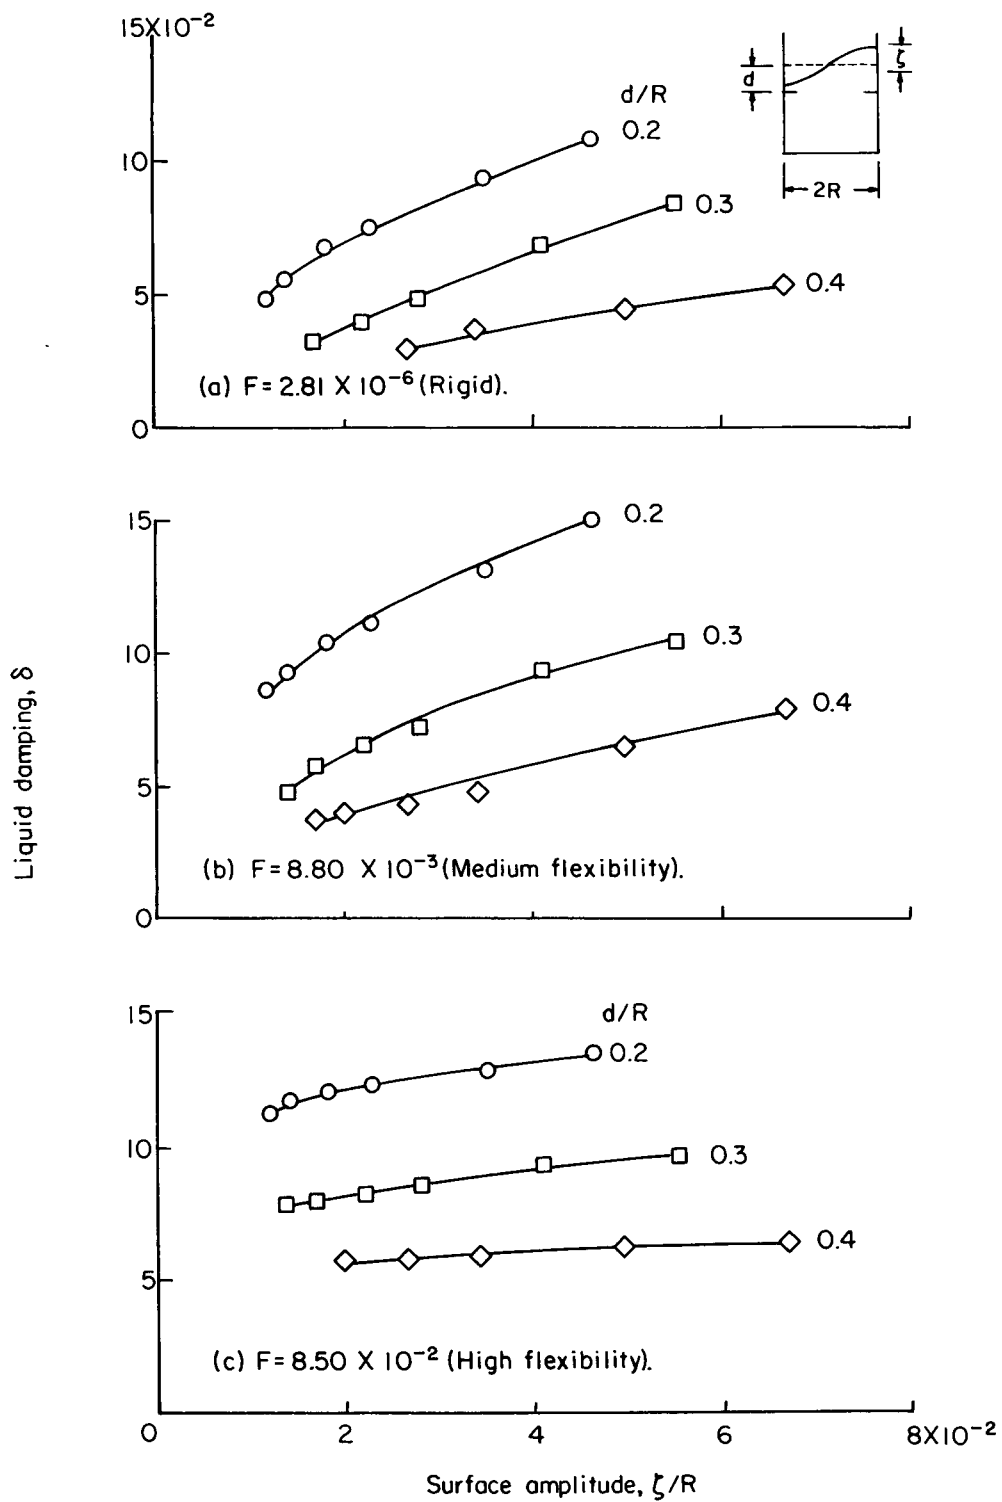 15X10⁻²
d/R
0.2
10
0.3
5
0.4
(a) F=2.81 X 10⁻⁶ (Rigid).
0
d
ζ
2R
15
0.2
10
0.3
0.4
5
(b) F=8.80 X 10⁻³ (Medium flexibility).
0
Liquid damping, δ
15
d/R
0.2
10
0.3
0.4
5
(c) F=8.50 X 10⁻² (High flexibility).
0 2 4 6 8X10⁻²
Surface amplitude, ζ/R